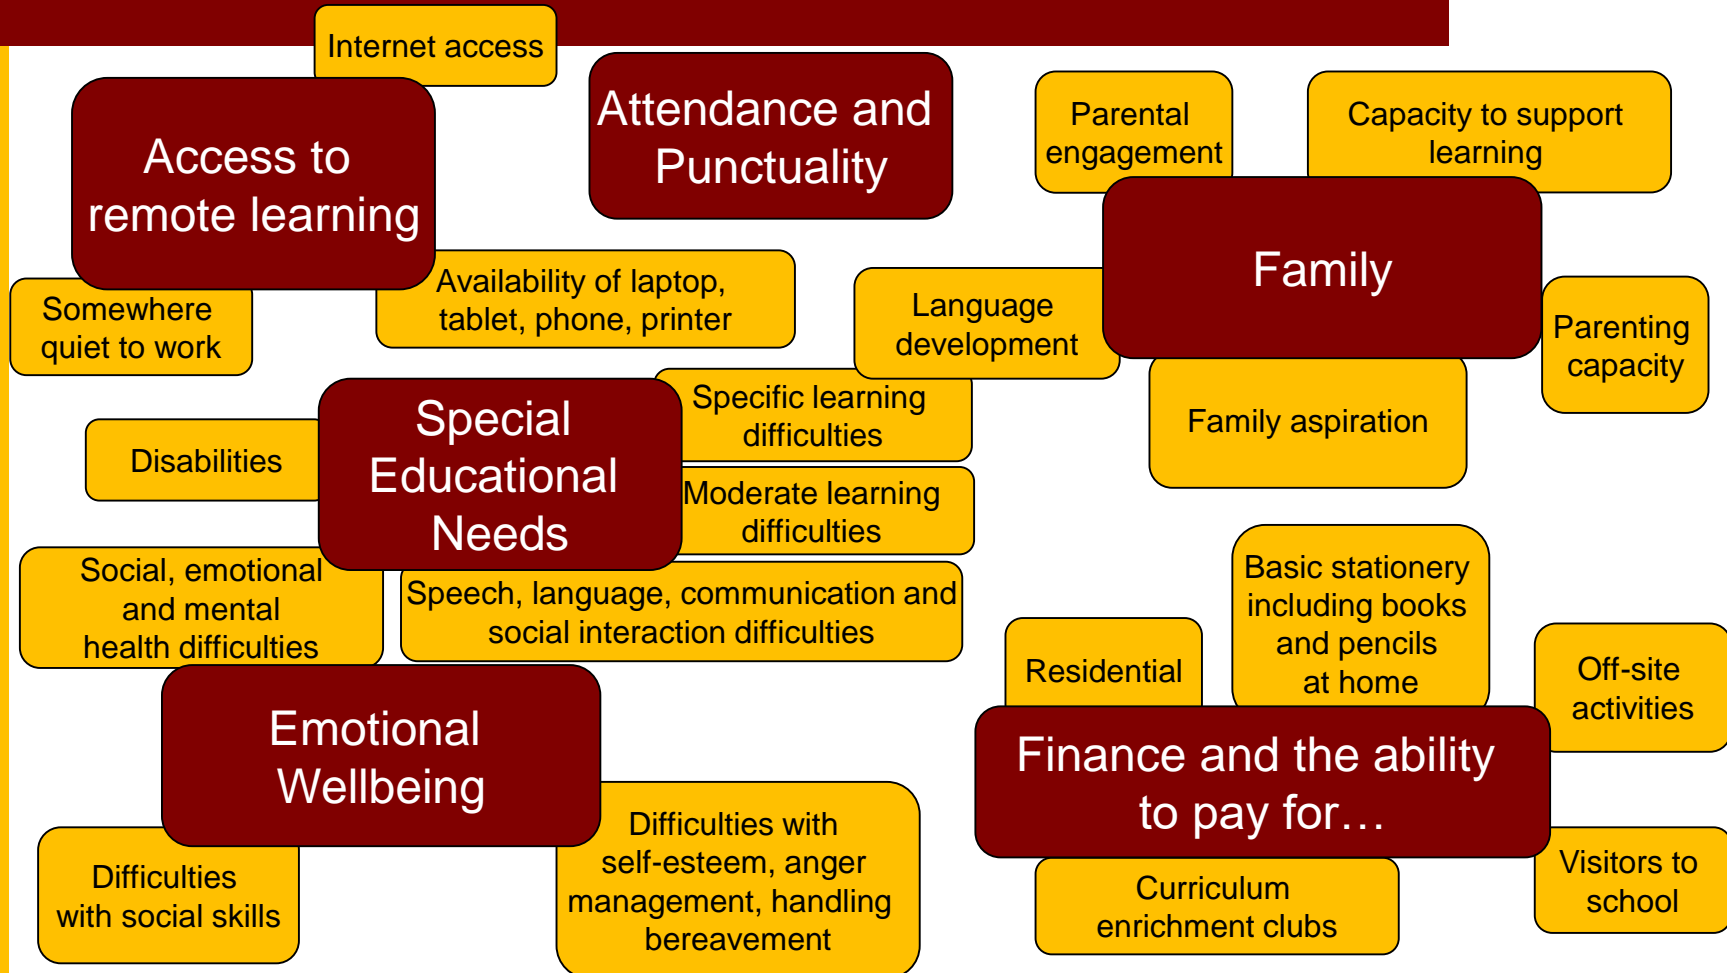 Internet access
Access to
remote learning
Somewhere
quiet to work
Availability of laptop,
tablet, phone, printer
Attendance and
Punctuality
Parental
engagement
Capacity to support
learning
Family
Language
development
Parenting
capacity
Family aspiration
Special
Educational
Needs
Disabilities
Specific learning
difficulties
Moderate learning
difficulties
Social, emotional
and mental
health difficulties
Speech, language, communication and
social interaction difficulties
Emotional
Wellbeing
Difficulties
with social skills
Difficulties with
self-esteem, anger
management, handling
bereavement
Residential
Basic stationery
including books
and pencils
at home
Off-site
activities
Finance and the ability
to pay for…
Curriculum
enrichment clubs
Visitors to
school